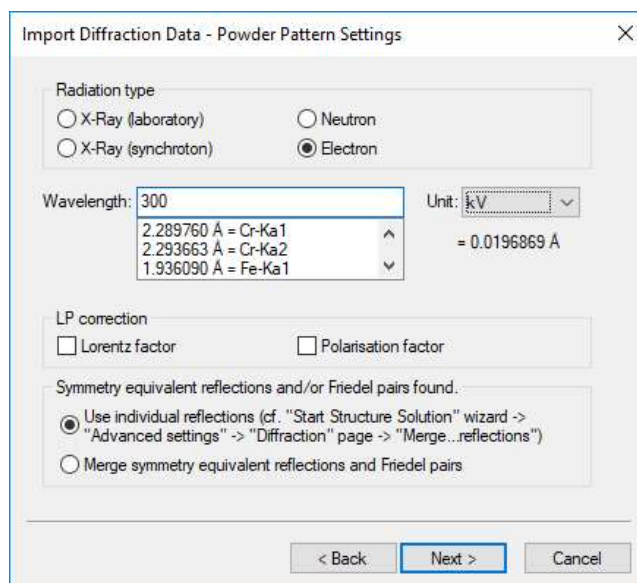 Import Diffraction Data - Powder Pattern Settings
Radiation type
X-Ray (laboratory)
Neutron
X-Ray (synchroton)
Electron
Wavelength: 300
Unit: kV
2.289760 Å = Cr-Ka1
2.293663 Å = Cr-Ka2
1.936090 Å = Fe-Ka1
= 0.0196869 Å
LP correction
Lorentz factor
Polarisation factor
Symmetry equivalent reflections and/or Friedel pairs found.
Use individual reflections (cf. "Start Structure Solution" wizard ->
"Advanced settings" -> "Diffraction" page -> "Merge...reflections")
Merge symmetry equivalent reflections and Friedel pairs
< Back
Next >
Cancel